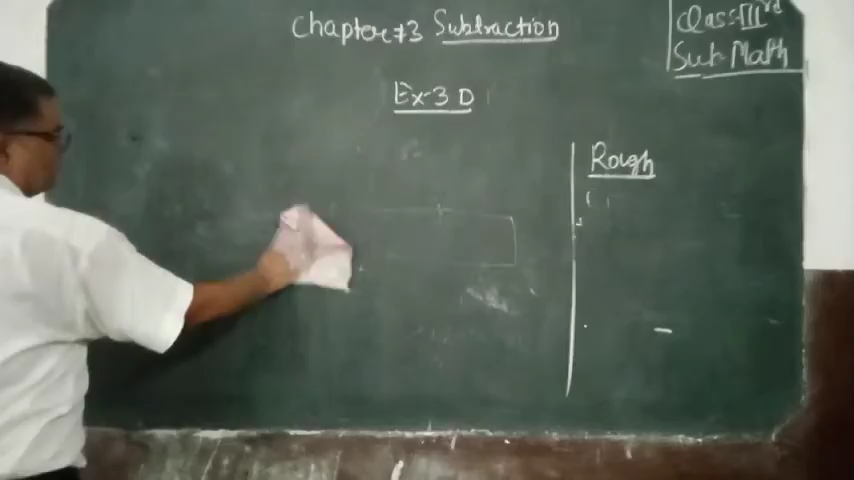 Chapter # 3 Subtraction
Class III rd
Sub Math
Ex-3 D
Rough